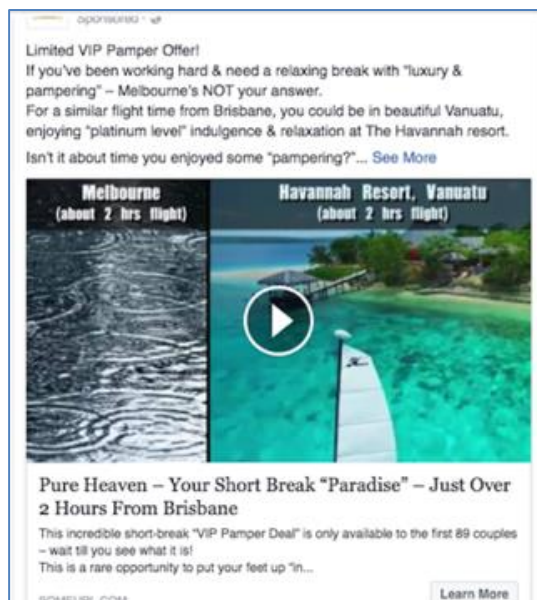 Sponsored ·
Limited VIP Pamper Offer!
If you've been working hard & need a relaxing break with "luxury &
pampering" – Melbourne's NOT your answer.
For a similar flight time from Brisbane, you could be in beautiful Vanuatu,
enjoying "platinum level" indulgence & relaxation at The Havannah resort.
Isn't it about time you enjoyed some "pampering?"... See More
Melbourne
(about 2 hrs flight)
Havannah Resort, Vanuatu
(about 2 hrs flight)
Pure Heaven – Your Short Break "Paradise" – Just Over
2 Hours From Brisbane
This incredible short-break "VIP Pamper Deal" is only available to the first 89 couples
– wait till you see what it is!
This is a rare opportunity to put your feet up "in...
SOMEURL.COM
Learn More